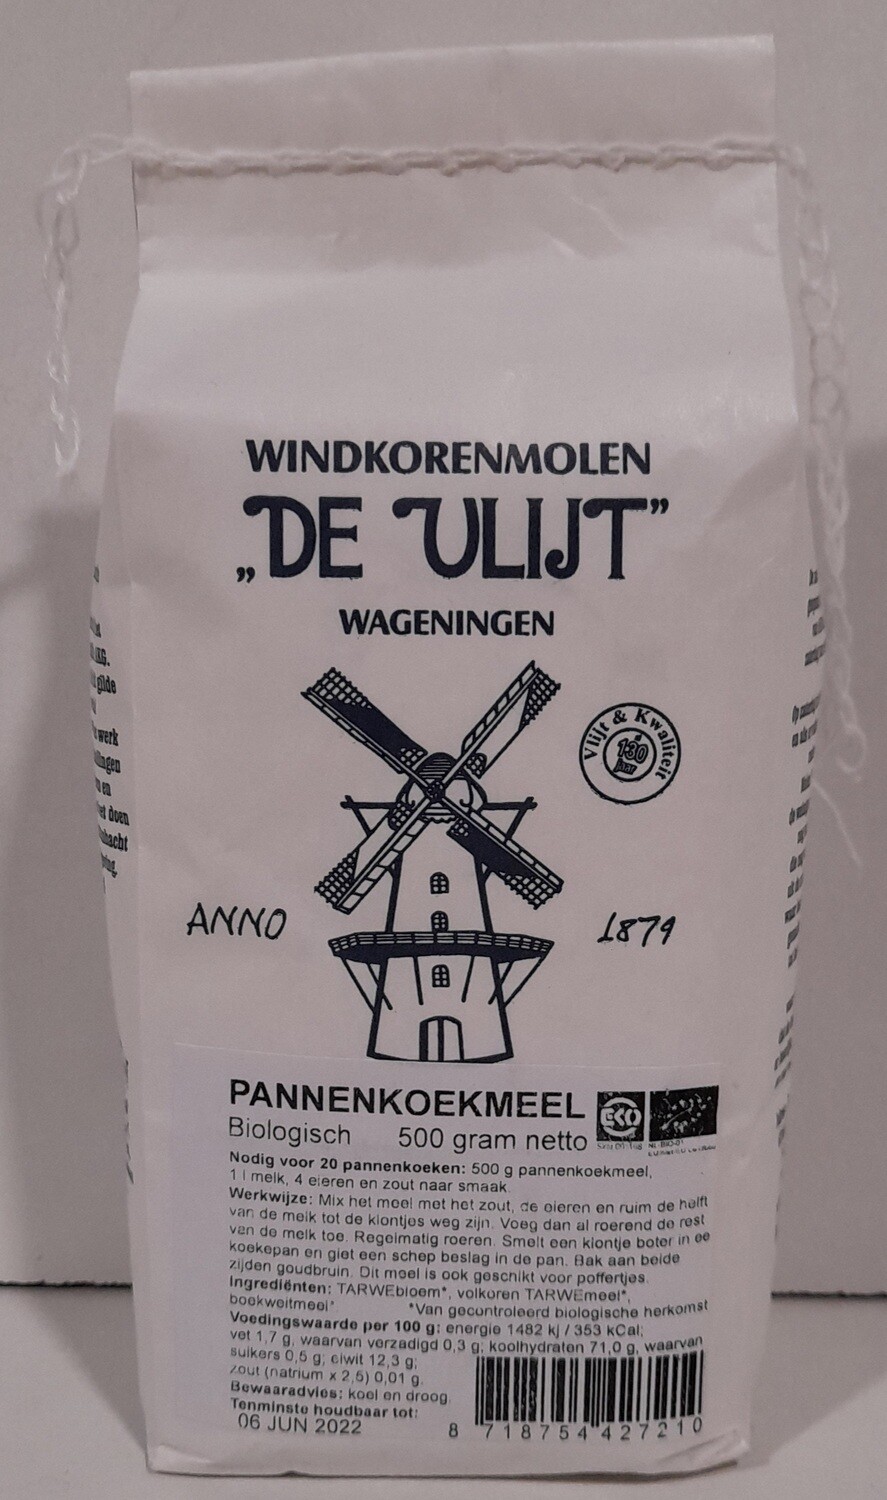 WINDKORENMOLEN
„DE VLIJT”
WAGENINGEN
Vlijt & Kwaliteit
130
jaar
ANNO 1879
PANNENKOEKMEEL
Biologisch 500 gram netto
EKO
Nodig voor 20 pannenkoeken: 500 g pannenkoekmeel,
1 l melk, 4 eieren en zout naar smaak.
Werkwijze: Mix het meel met het zout, de eieren en ruim de helft
van de melk tot de klontjes weg zijn. Voeg dan al roerend de rest
van de melk toe. Regelmatig roeren. Smelt een klontje boter in ee
koekepan en giet een schep beslag in de pan. Bak aan beide
zijden goudbruin. Dit meel is ook geschikt voor poffertjes.
Ingrediënten: TARWEbloem*, volkoren TARWEmeel*,
boekweitmeel* *Van gecontroleerd biologische herkomst
Voedingswaarde per 100 g: energie 1482 kj / 353 kCal;
vet 1,7 g, waarvan verzadigd 0,3 g; koolhydraten 71,0 g, waarvan
suikers 0,5 g; eiwit 12,3 g;
zout (natrium x 2,5) 0,01 g.
Bewaaradvies: koel en droog.
Tenminste houdbaar tot:
06 JUN 2022
8 718754 427210
gilde
werk
doen